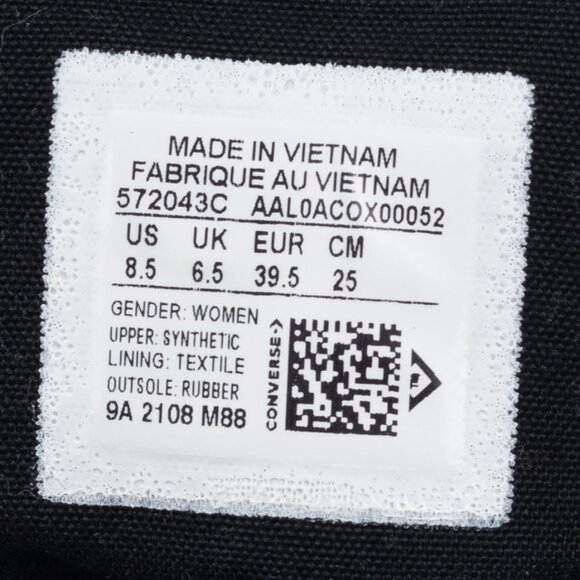 MADE IN VIETNAM
FABRIQUE AU VIETNAM
572043C AAL0ACOX00052
US UK EUR CM
8.5 6.5 39.5 25
GENDER: WOMEN
UPPER: SYNTHETIC
LINING: TEXTILE
OUTSOLE: RUBBER
9A 2108 M88
CONVERSE